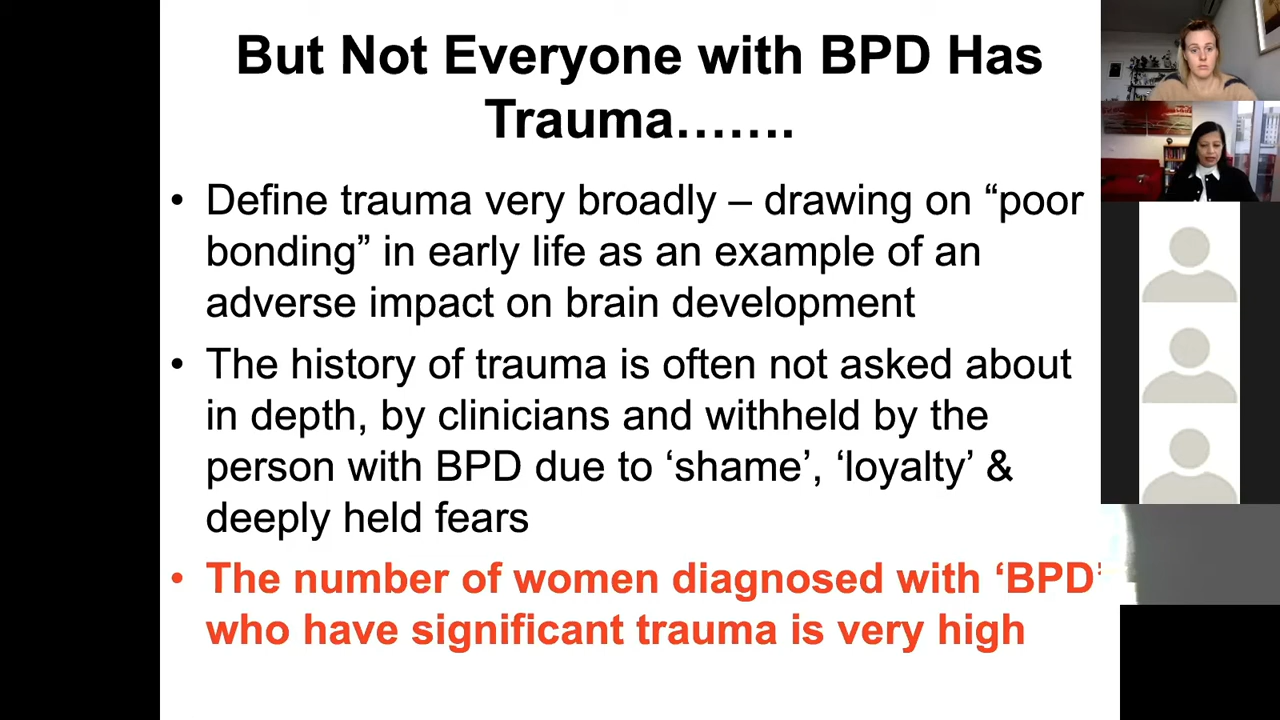 But Not Everyone with BPD Has
Trauma…….
• Define trauma very broadly – drawing on “poor
bonding” in early life as an example of an
adverse impact on brain development
• The history of trauma is often not asked about
in depth, by clinicians and withheld by the
person with BPD due to ‘shame’, ‘loyalty’ &
deeply held fears
• The number of women diagnosed with ‘BPD’
who have significant trauma is very high